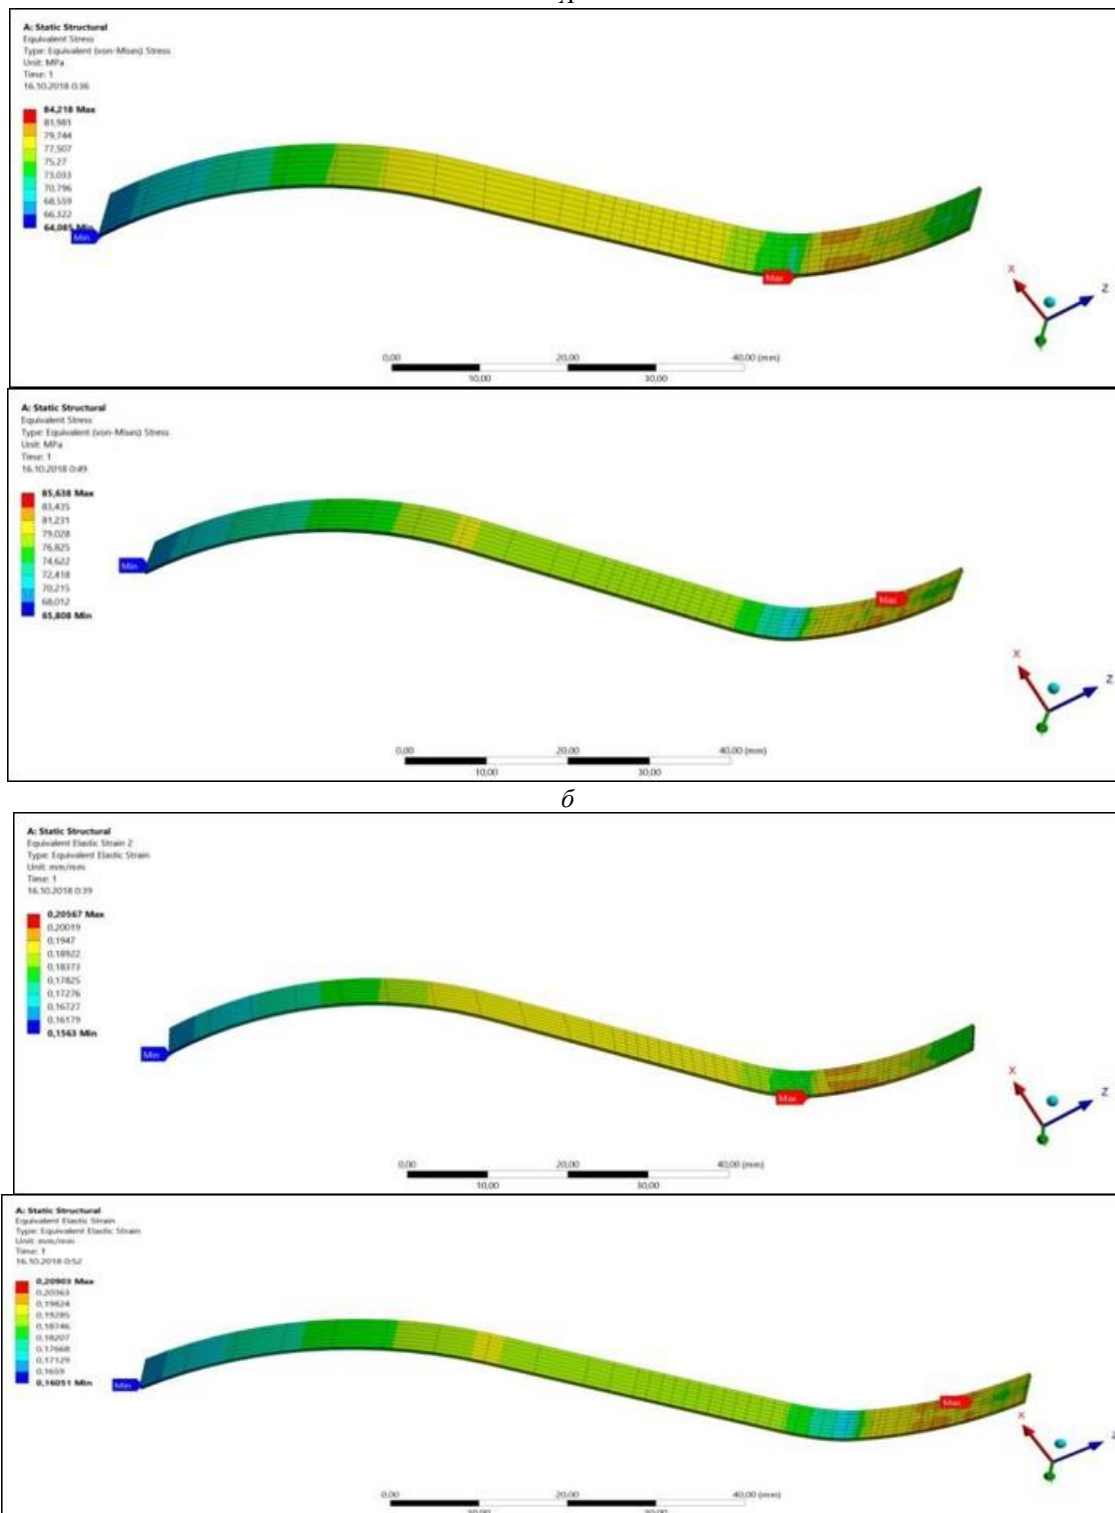 A: Static Structural
Equivalent Stress
Type: Equivalent (von-Mises) Stress
Unit: MPa
Time: 1
16.10.2018 0:36
84,218 Max
81,981
79,744
77,507
75,27
73,033
70,796
68,559
66,322
64,085 Min
Min
Max
X
Z
0,00 20,00 40,00 (mm)
10,00 30,00
A: Static Structural
Equivalent Stress
Type: Equivalent (von-Mises) Stress
Unit: MPa
Time: 1
16.10.2018 0:49
85,638 Max
83,435
81,231
79,028
76,825
74,622
72,418
70,215
68,012
65,808 Min
Min
Max
X
Z
0,00 20,00 40,00 (mm)
10,00 30,00
б
A: Static Structural
Equivalent Elastic Strain 2
Type: Equivalent Elastic Strain
Unit: mm/mm
Time: 1
16.10.2018 0:39
0,20567 Max
0,20019
0,1947
0,18922
0,18373
0,17825
0,17276
0,16727
0,16179
0,1563 Min
Min
Max
X
Z
0,00 20,00 40,00 (mm)
10,00 30,00
A: Static Structural
Equivalent Elastic Strain
Type: Equivalent Elastic Strain
Unit: mm/mm
Time: 1
16.10.2018 0:52
0,20903 Max
0,20363
0,19824
0,19285
0,18746
0,18207
0,17668
0,17129
0,1659
0,16051 Min
Min
Max
X
Z
0,00 20,00 40,00 (mm)